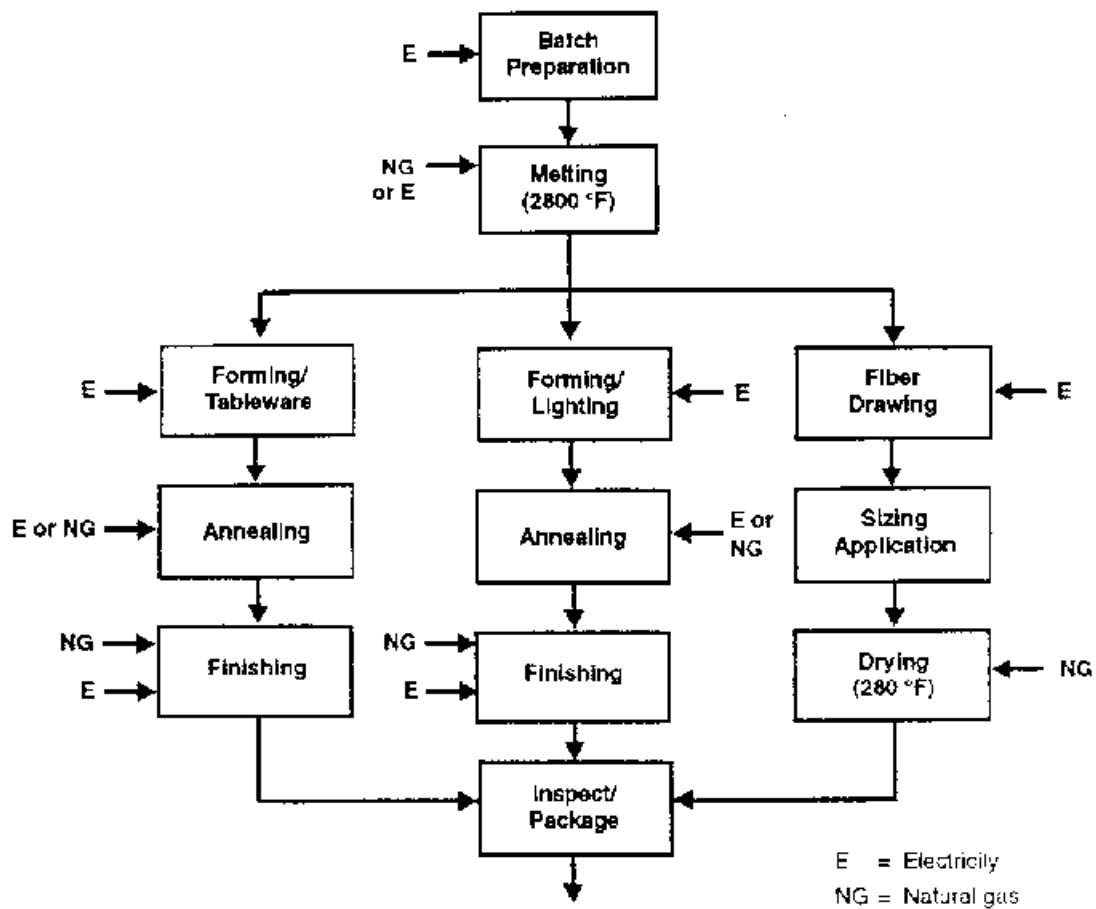 E
Batch
Preparation
NG
or E
Melting
(2800 °F)
E
Forming/
Tableware
Forming/
Lighting
E
Fiber
Drawing
E
E or NG
Annealing
Annealing
E or
NG
Sizing
Application
NG
E
Finishing
NG
E
Finishing
Drying
(280 °F)
NG
Inspect/
Package
E = Electricity
NG = Natural gas